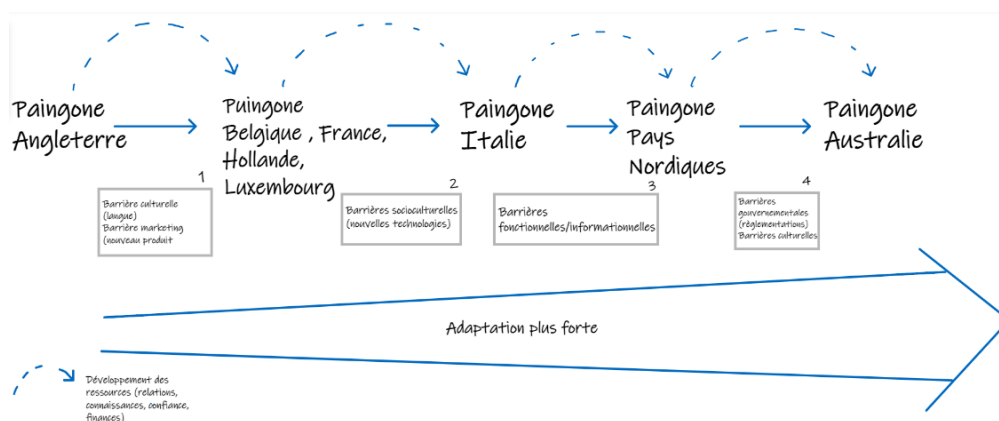 Paingone
Angleterre
Puingone
Belgique , France,
Hollande,
Luxembourg
Paingone
Italie
Paingone
Pays
Nordiques
Paingone
Australie
1
Barrière culturelle
(langue)
Barrière marketing
(nouveau produit
2
Barrières socioculturelles
(nouvelles technologies)
3
Barrières
fonctionnelles/informationnelles
4
Barrières
gouvernementales
(règlementations)
Barrières culturelles
Adaptation plus forte
Développement des
ressources (relations,
connaissances, confiance,
finances)